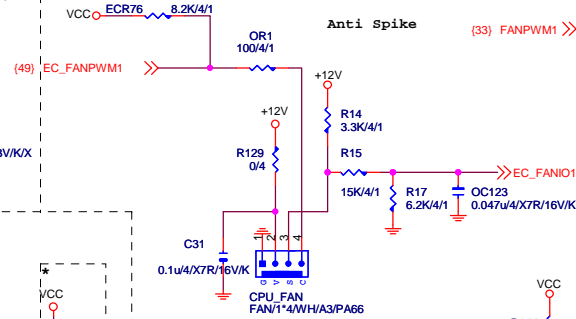 VCC
ECR76
8.2K/4/1
Anti Spike
{33} FANPWM1
OR1
100/4/1
{49} EC_FANPWM1
+12V
R14
3.3K/4/1
+12V
R129
0/4
R15
15K/4/1
EC_FANIO1
R17
6.2K/4/1
OC123
0.047u/4/X7R/16V/K
V/K/X
C31
0.1u/4/X7R/16V/K
1
2
3
4
G
V
S
C
CPU_FAN
FAN/1*4/WH/A3/PA66
*
VCC
VCC